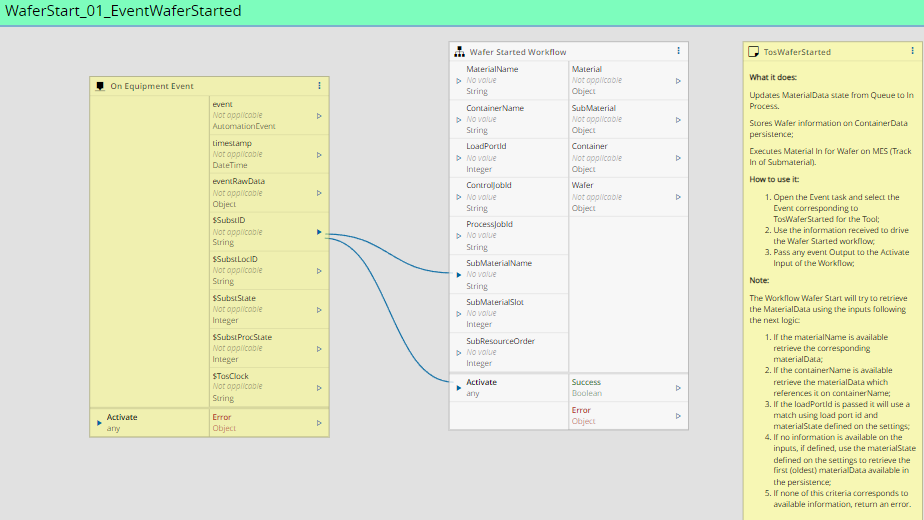 WaferStart_01_EventWaferStarted
On Equipment Event
event
Not applicable
AutomationEvent
timestamp
Not applicable
DateTime
eventRawData
Not applicable
Object
$SubstID
Not applicable
String
$SubstLocID
Not applicable
String
$SubstState
Not applicable
Integer
$SubstProcState
Not applicable
Integer
$TosClock
Not applicable
String
Activate
any
Error
Object
Wafer Started Workflow
MaterialName
No value
String
ContainerName
No value
String
LoadPortId
No value
Integer
ControlJobId
No value
String
ProcessJobId
No value
String
SubMaterialName
No value
String
SubMaterialSlot
No value
Integer
SubResourceOrder
No value
Integer
Material
Not applicable
Object
SubMaterial
Not applicable
Object
Container
Not applicable
Object
Wafer
Not applicable
Object
Activate
any
Success
Boolean
Error
Object
TosWaferStarted
What it does:
Updates MaterialData state from Queue to In
Process.
Stores Wafer information on ContainerData
persistence;
Executes Material In for Wafer on MES (Track
In of Submaterial).
How to use it:
1. Open the Event task and select the
Event corresponding to
TosWaferStarted for the Tool;
2. Use the information received to drive
the Wafer Started workflow;
3. Pass any event Output to the Activate
Input of the Workflow;
Note:
The Workflow Wafer Start will try to retrieve
the MaterialData using the inputs following
the next logic:
1. If the materialName is available
retrieve the corresponding
materialData;
2. If the containerName is available
retrieve the materialData which
references it on containerName;
3. If the loadPortId is passed it will use a
match using load port id and
materialState defined on the settings;
4. If no information is available on the
inputs, if defined, use the materialState
defined on the settings to retrieve the
first (oldest) materialData available in
the persistence;
5. If none of this criteria corresponds to
available information, return an error.